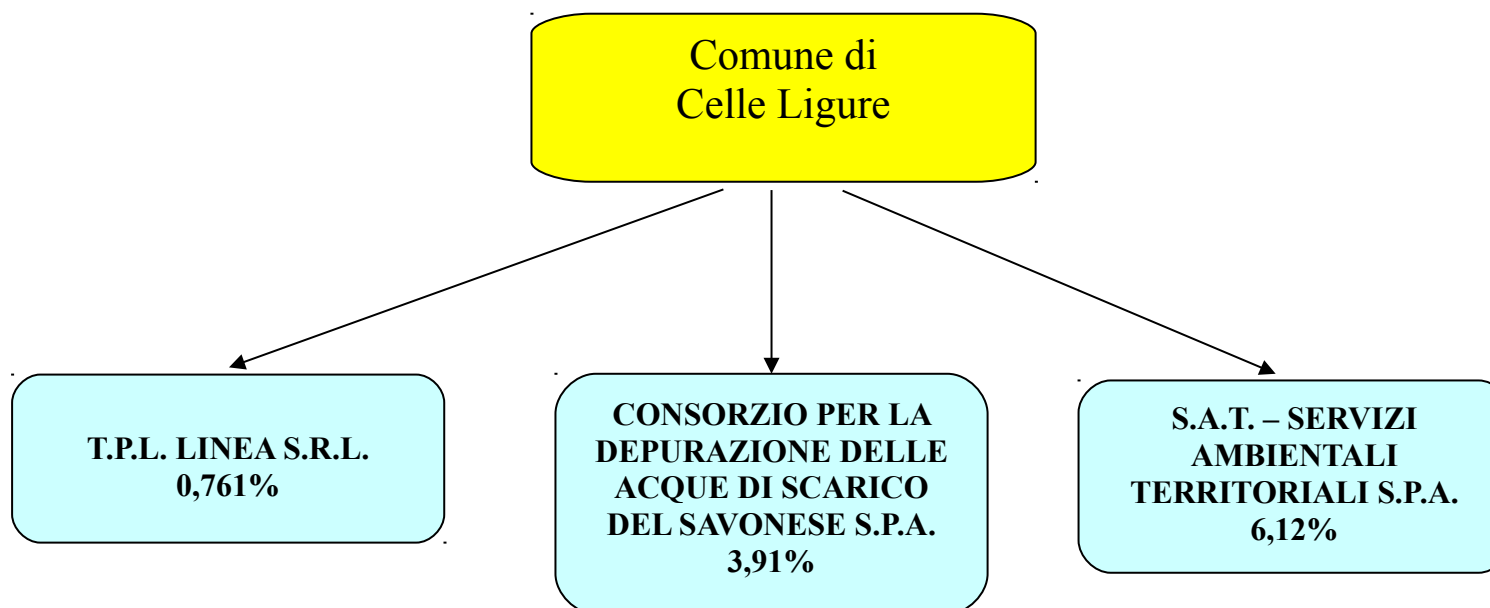 Comune di
Celle Ligure
T.P.L. LINEA S.R.L.
0,761%
CONSORZIO PER LA
DEPURAZIONE DELLE
ACQUE DI SCARICO
DEL SAVONESE S.P.A.
3,91%
S.A.T. – SERVIZI
AMBIENTALI
TERRITORIALI S.P.A.
6,12%